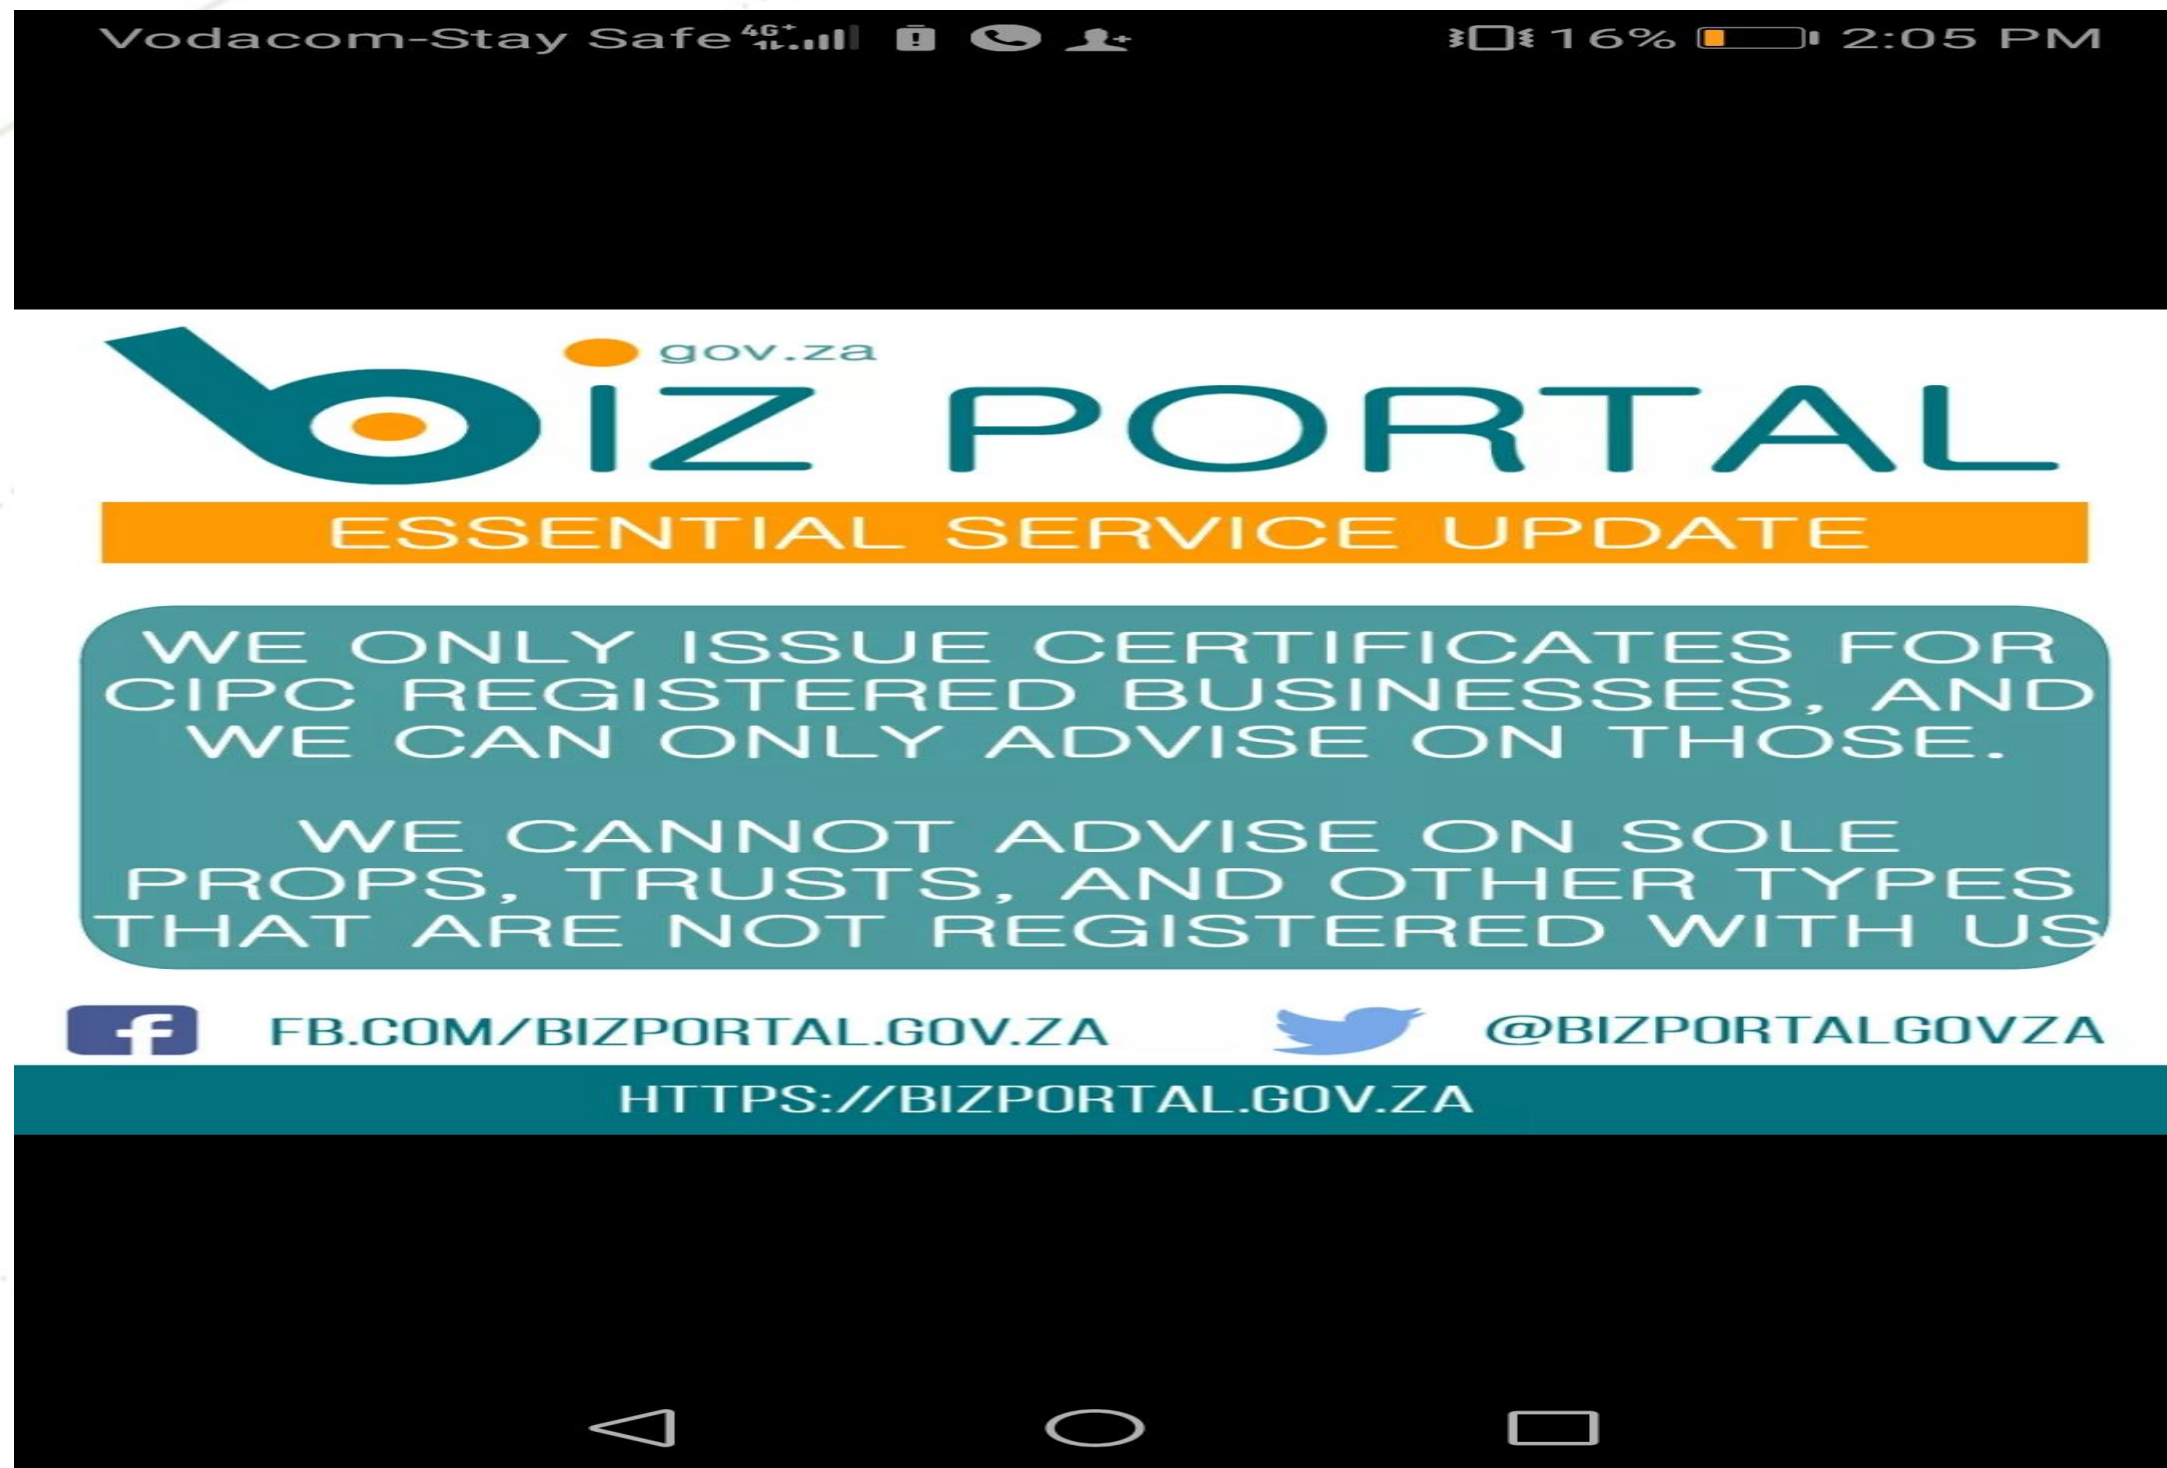 Vodacom-Stay Safe 4G+ 16% 2:05 PM
gov.za
biz PORTAL
ESSENTIAL SERVICE UPDATE
WE ONLY ISSUE CERTIFICATES FOR
CIPC REGISTERED BUSINESSES, AND
WE CAN ONLY ADVISE ON THOSE.
WE CANNOT ADVISE ON SOLE
PROPS, TRUSTS, AND OTHER TYPES
THAT ARE NOT REGISTERED WITH US
FB.COM/BIZPORTAL.GOV.ZA @BIZPORTALGOVZA
HTTPS://BIZPORTAL.GOV.ZA